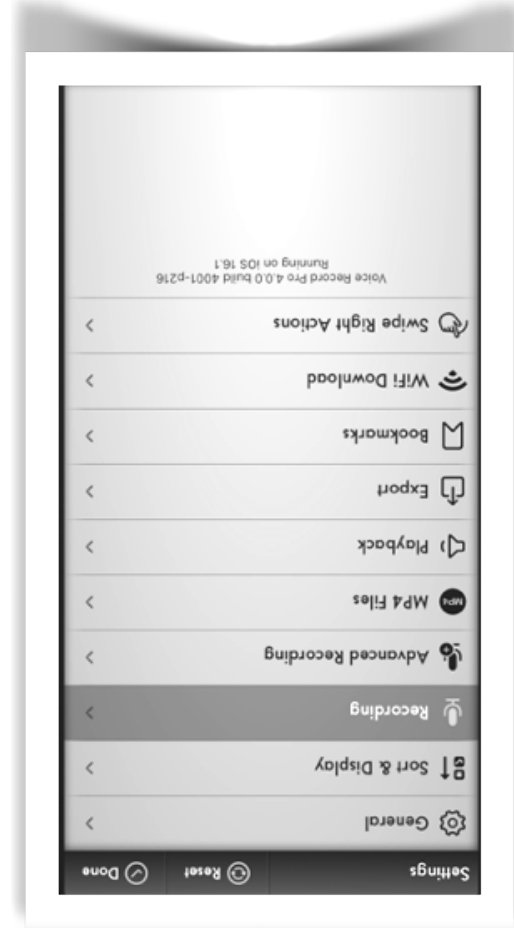 Settings
Reset
Done
General
Sort & Display
Recording
Advanced Recording
MP4 Files
MP4
Playback
Export
Bookmarks
WiFi Download
Swipe Right Actions
Voice Record Pro 4.0.0 build 4001-p216
Running on iOS 16.1